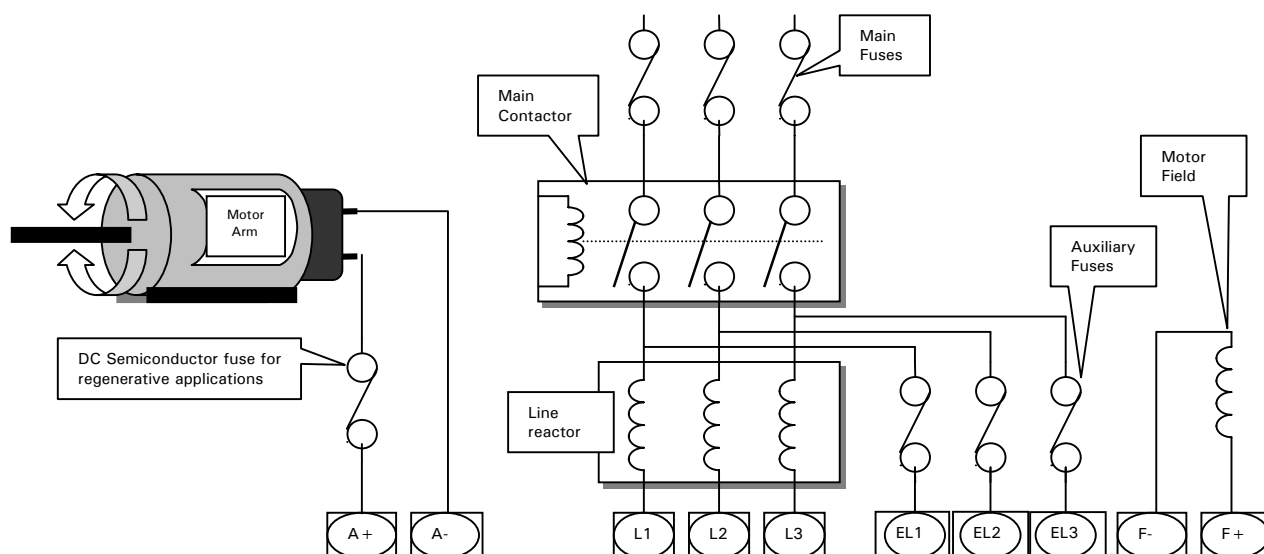 Main
Fuses
Main
Contactor
Motor
Field
Motor
Arm
Auxiliary
Fuses
DC Semiconductor fuse for
regenerative applications
Line
reactor
A+
A-
L1
L2
L3
EL1
EL2
EL3
F-
F+